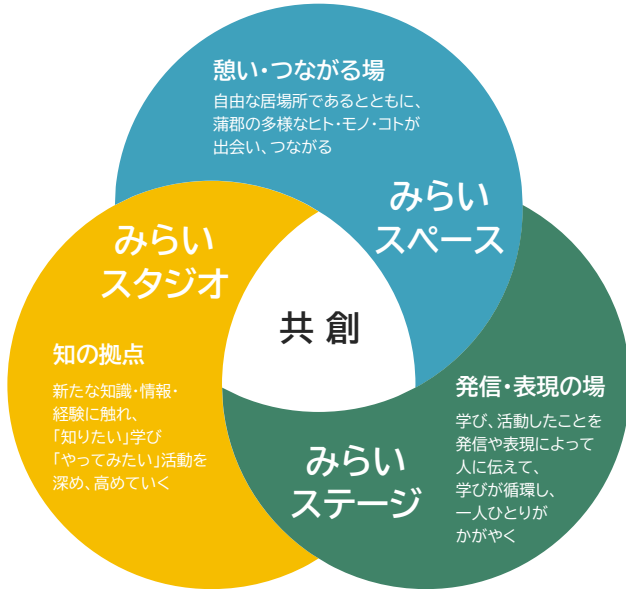 憩い・つながる場
自由な居場所であるとともに、
蒲郡の多様なヒト・モノ・コトが
出会い、つながる
みらい
スペース
みらい
スタジオ
知の拠点
新たな知識・情報・
経験に触れ、
「知りたい」学び
「やってみたい」活動を
深め、高めていく
共創
発信・表現の場
学び、活動したことを
発信や表現によって
人に伝えて、
学びが循環し、
一人ひとりが
かがやく
みらい
ステージ